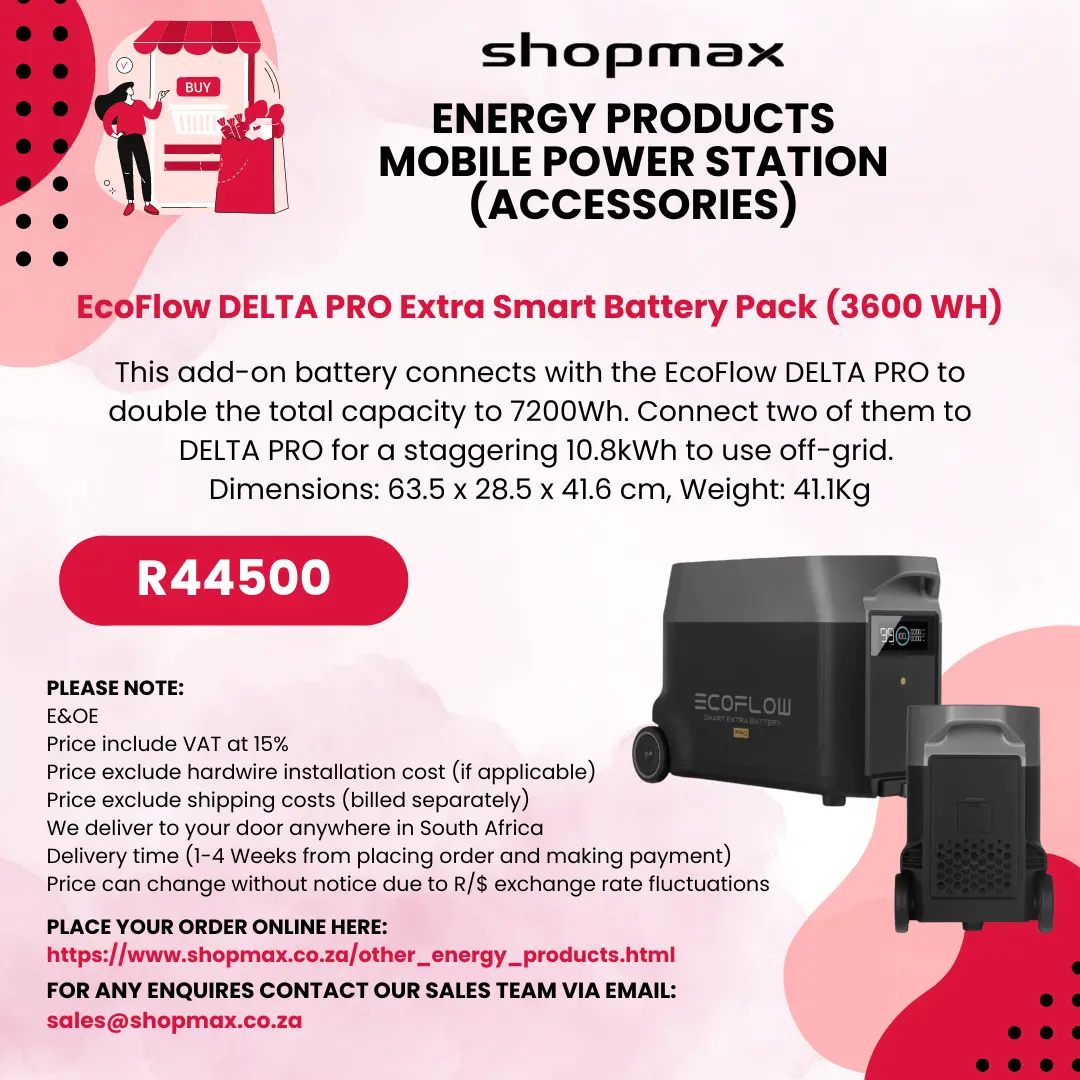 BUY
shopmax
ENERGY PRODUCTS
MOBILE POWER STATION
(ACCESSORIES)
EcoFlow DELTA PRO Extra Smart Battery Pack (3600 WH)
This add-on battery connects with the EcoFlow DELTA PRO to
double the total capacity to 7200Wh. Connect two of them to
DELTA PRO for a staggering 10.8kWh to use off-grid.
Dimensions: 63.5 x 28.5 x 41.6 cm, Weight: 41.1Kg
R44500
99
ECOFLOW
SMART EXTRA BATTERY
PRO
PLEASE NOTE:
E&OE
Price include VAT at 15%
Price exclude hardwire installation cost (if applicable)
Price exclude shipping costs (billed separately)
We deliver to your door anywhere in South Africa
Delivery time (1-4 Weeks from placing order and making payment)
Price can change without notice due to R/$ exchange rate fluctuations
PLACE YOUR ORDER ONLINE HERE:
https://www.shopmax.co.za/other_energy_products.html
FOR ANY ENQUIRES CONTACT OUR SALES TEAM VIA EMAIL:
sales@shopmax.co.za